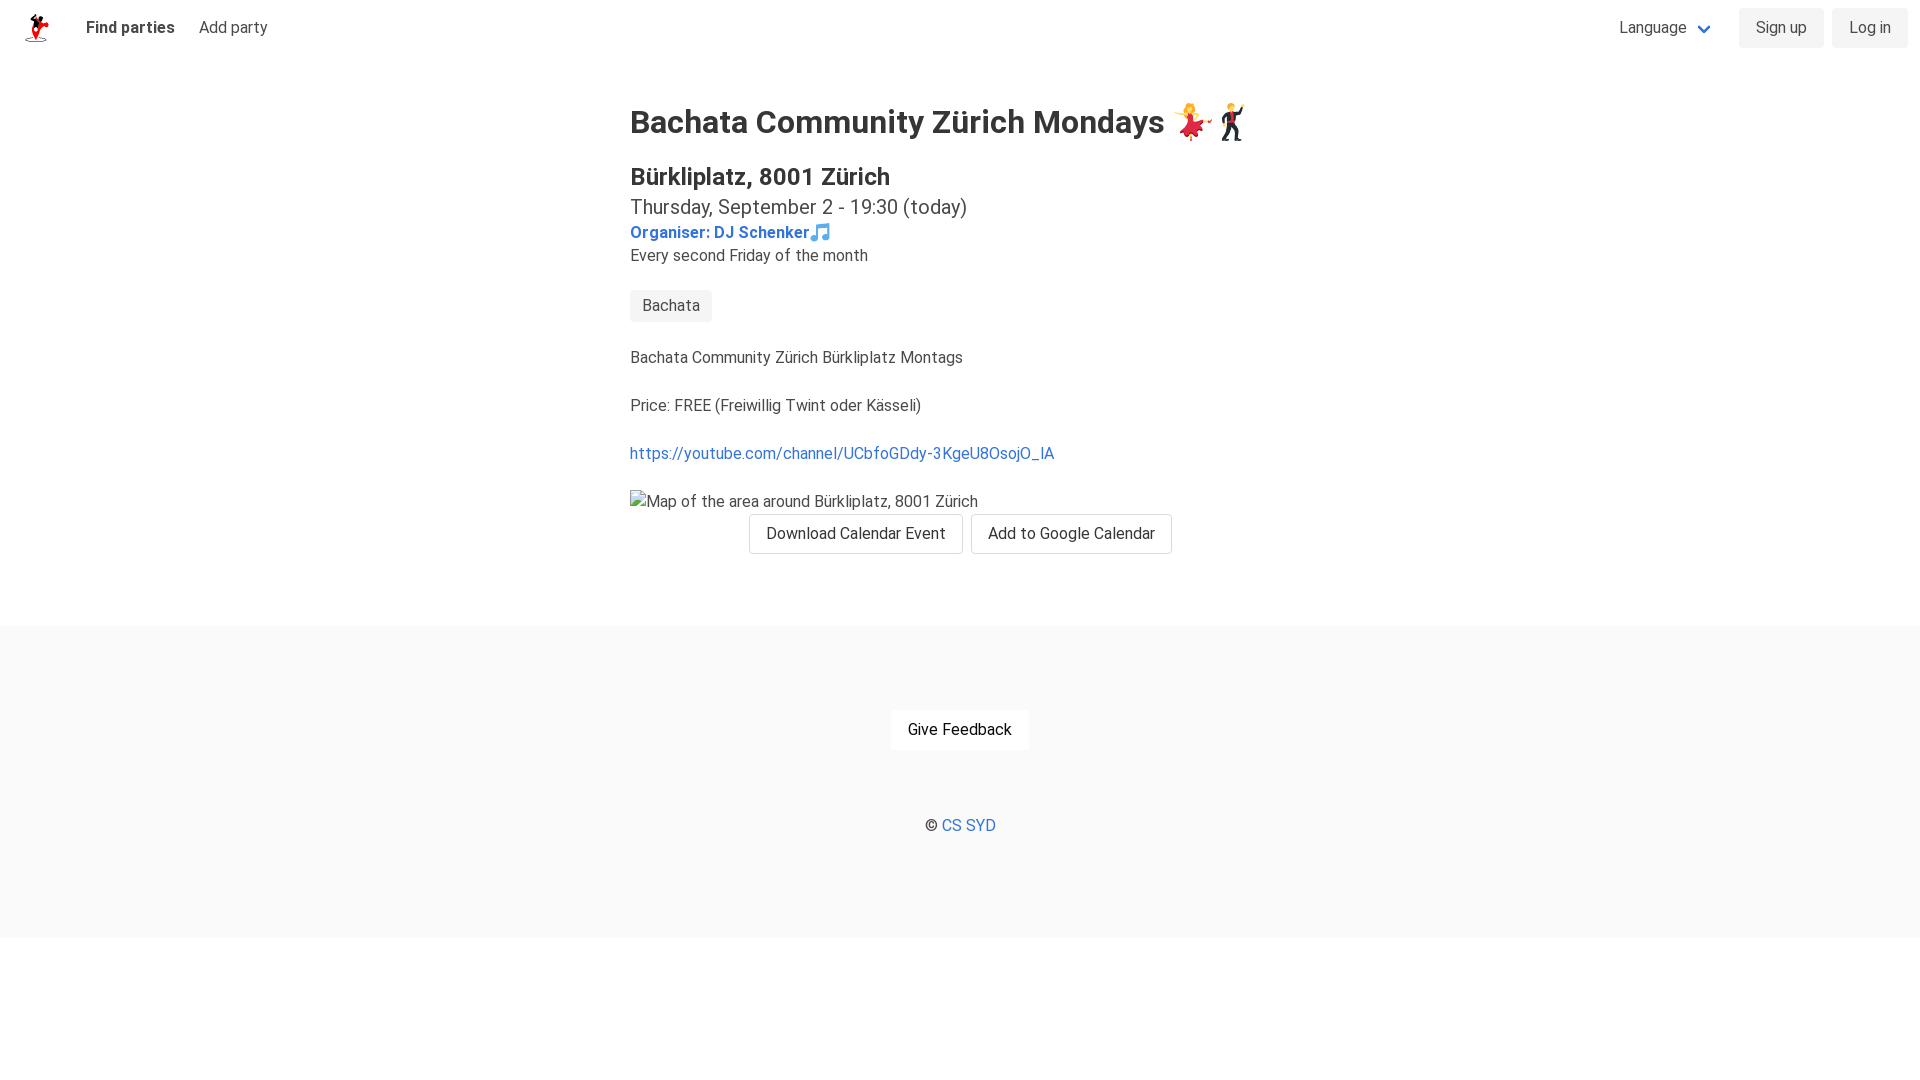 Find parties
Add party
Language
Sign up
Log in
Bachata Community Zürich Mondays 💃🕺
Bürkliplatz, 8001 Zürich
Thursday, September 2 - 19:30 (today)
Organiser: DJ Schenker🎵
Every second Friday of the month
Bachata
Bachata Community Zürich Bürkliplatz Montags
Price: FREE (Freiwillig Twint oder Kässeli)
https://youtube.com/channel/UCbfoGDdy-3KgeU8OsojO_lA
Map of the area around Bürkliplatz, 8001 Zürich
Download Calendar Event
Add to Google Calendar
Give Feedback
© CS SYD